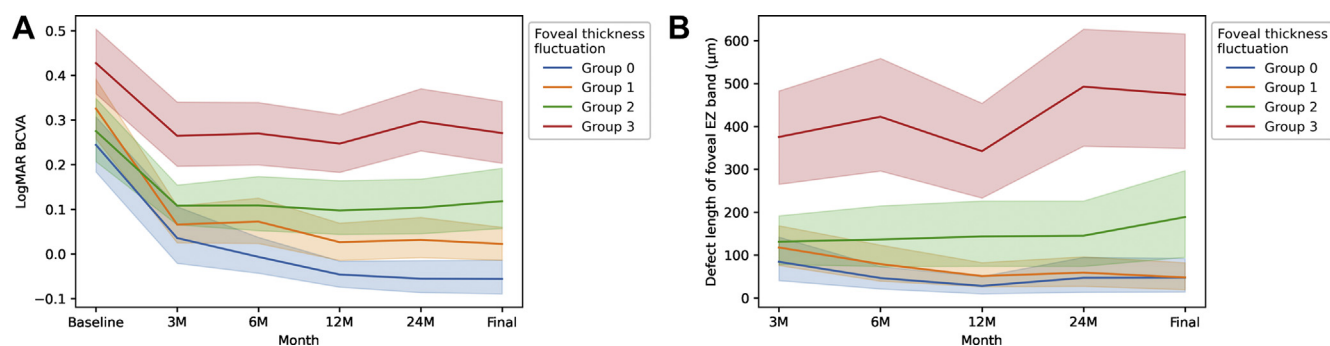 A
LogMAR BCVA
0.5
0.4
0.3
0.2
0.1
0.0
−0.1
Baseline 3M 6M 12M 24M Final
Month
Foveal thickness
fluctuation
Group 0
Group 1
Group 2
Group 3
B
Defect length of foveal EZ band (μm)
600
500
400
300
200
100
0
3M 6M 12M 24M Final
Month
Foveal thickness
fluctuation
Group 0
Group 1
Group 2
Group 3